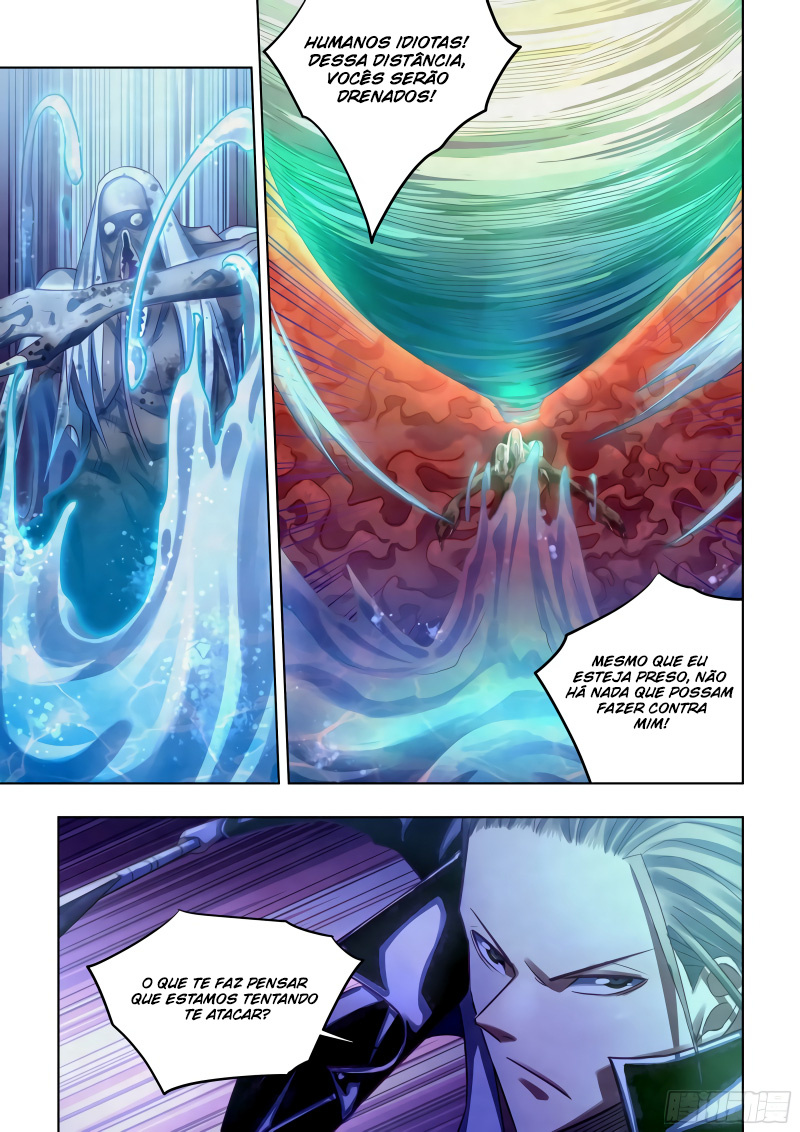 HUMANOS IDIOTAS!
DESSA DISTÂNCIA,
VOCÊS SERÃO
DRENADOS!
MESMO QUE EU
ESTEJA PRESO, NÃO
HÁ NADA QUE POSSAM
FAZER CONTRA
MIM!
O QUE TE FAZ PENSAR
QUE ESTAMOS TENTANDO
TE ATACAR?